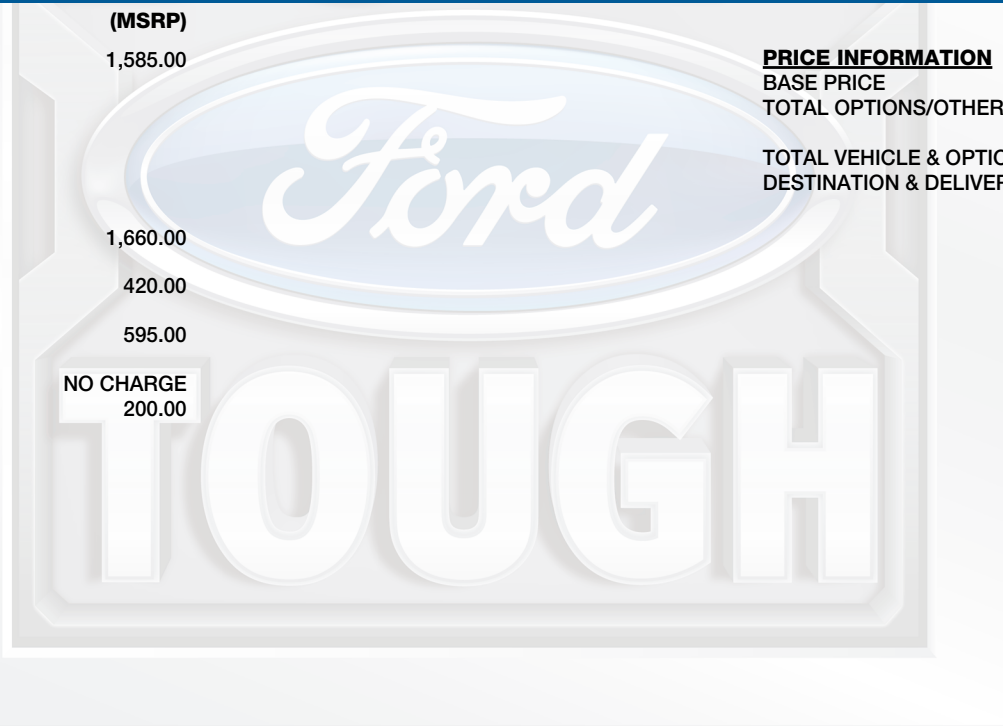 (MSRP)
1,585.00
1,660.00
420.00
595.00
NO CHARGE
200.00
PRICE INFORMATION
BASE PRICE
TOTAL OPTIONS/OTHER
TOTAL VEHICLE & OPTIO
DESTINATION & DELIVER
Ford
TOUGH